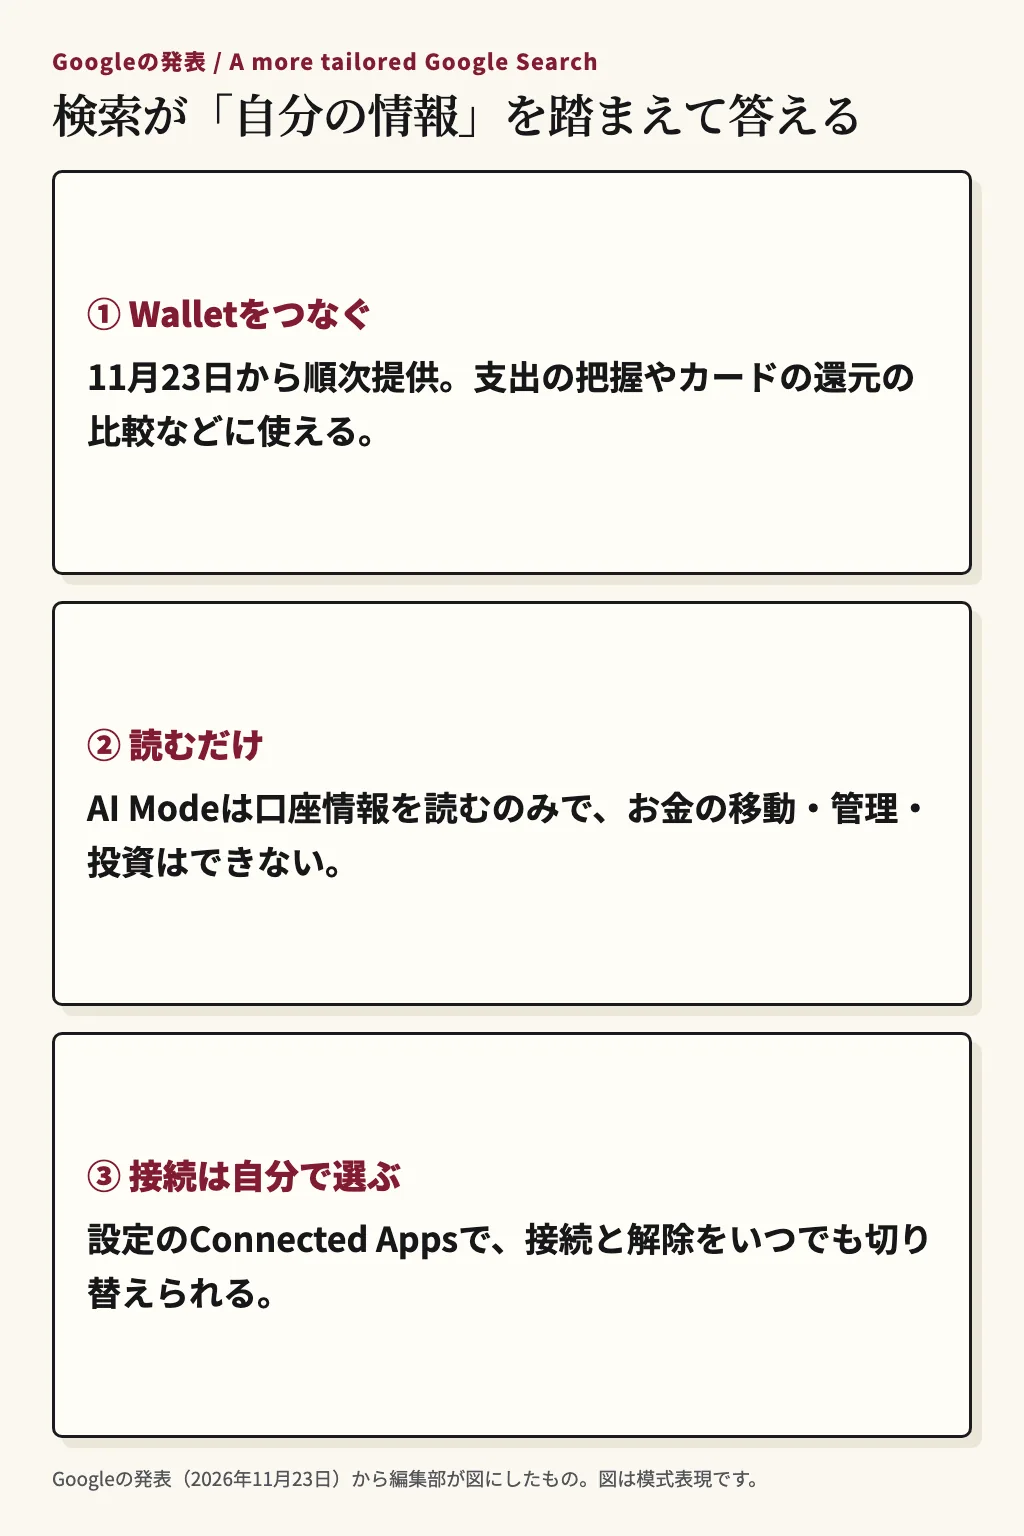 Googleの発表 / A more tailored Google Search
検索が「自分の情報」を踏まえて答える
① Walletをつなぐ
11月23日から順次提供。支出の把握やカードの還元の
比較などに使える。
② 読むだけ
AI Modeは口座情報を読むのみで、お金の移動・管理・
投資はできない。
③ 接続は自分で選ぶ
設定のConnected Appsで、接続と解除をいつでも切り
替えられる。
Googleの発表（2026年11月23日）から編集部が図にしたもの。図は模式表現です。